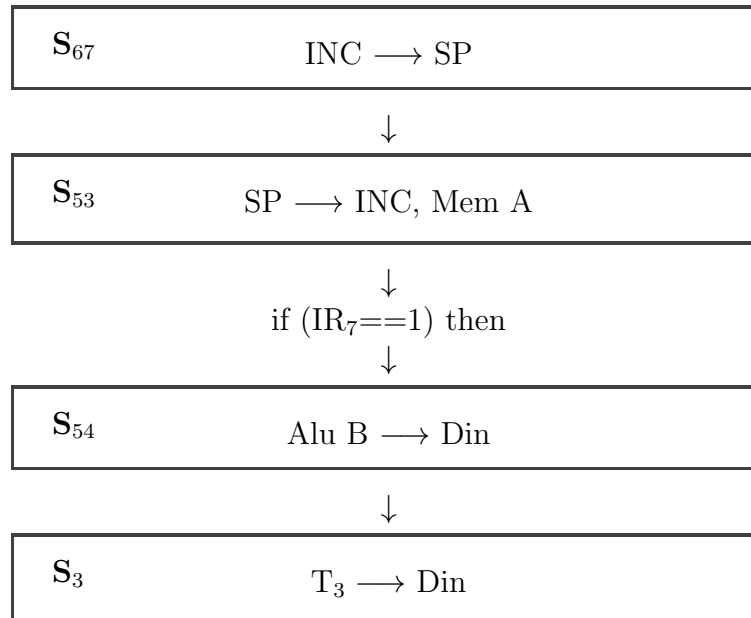 S₆₇ INC ⟶ SP
↓
S₅₃ SP ⟶ INC, Mem A
↓
if (IR₇==1) then
↓
S₅₄ Alu B ⟶ Din
↓
S₃ T₃ ⟶ Din